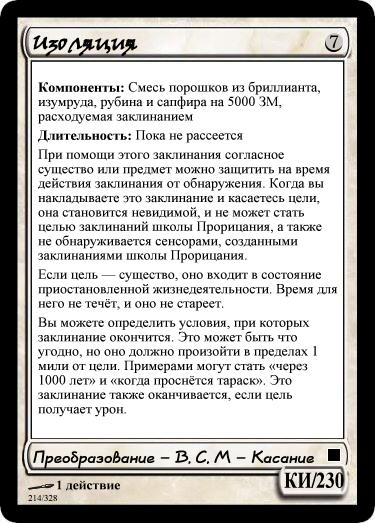 Изоляция
7
Компоненты: Смесь порошков из бриллианта,
изумруда, рубина и сапфира на 5000 ЗМ,
расходуемая заклинанием
Длительность: Пока не рассеется
При помощи этого заклинания согласное
существо или предмет можно защитить на время
действия заклинания от обнаружения. Когда вы
накладываете это заклинание и касаетесь цели,
она становится невидимой, и не может стать
целью заклинаний школы Прорицания, а также
не обнаруживается сенсорами, созданными
заклинаниями школы Прорицания.
Если цель — существо, оно входит в состояние
приостановленной жизнедеятельности. Время для
него не течёт, и оно не стареет.
Вы можете определить условия, при которых
заклинание окончится. Это может быть что
угодно, но оно должно произойти в пределах 1
мили от цели. Примерами могут стать «через
1000 лет» и «когда проснётся тараск». Это
заклинание также оканчивается, если цель
получает урон.
Преобразование – В, С, М – Касание
1 действие
КИ/230
214/328